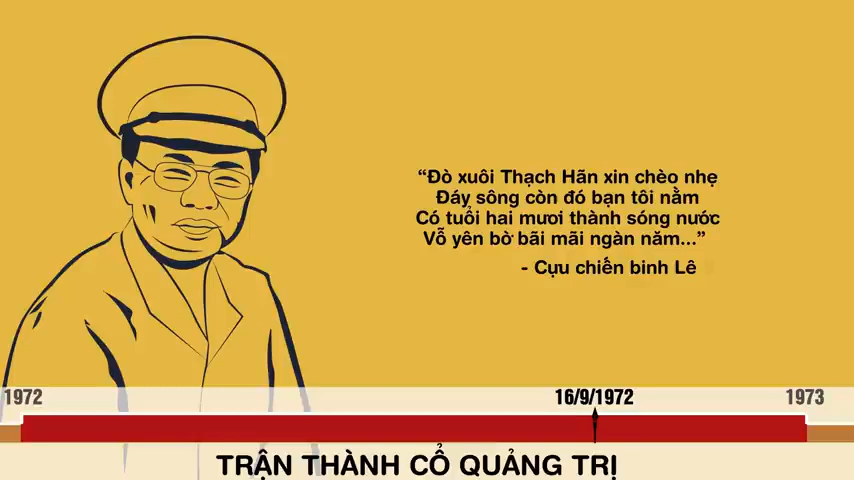 “Đò xuôi Thạch Hãn xin chèo nhẹ
Đáy sông còn đó bạn tôi nằm
Có tuổi hai mươi thành sóng nước
Vỗ yên bờ bãi mãi ngàn năm...”
- Cựu chiến binh Lê
1972
16/9/1972
1973
TRẬN THÀNH CỔ QUẢNG TRỊ